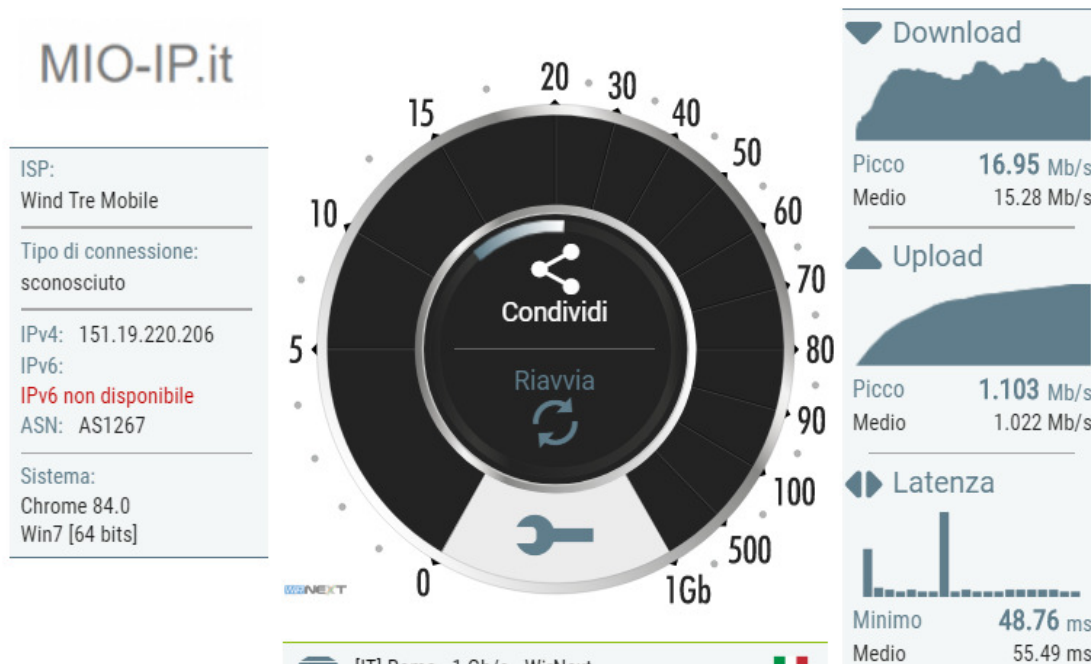 MIO-IP.it
ISP:
Wind Tre Mobile
Tipo di connessione:
sconosciuto
IPv4: 151.19.220.206
IPv6:
IPv6 non disponibile
ASN: AS1267
Sistema:
Chrome 84.0
Win7 [64 bits]
0
5
10
15
20
30
40
50
60
70
80
90
100
500
1Gb
Condividi
Riavvia
Download
Picco 16.95 Mb/s
Medio 15.28 Mb/s
Upload
Picco 1.103 Mb/s
Medio 1.022 Mb/s
Latenza
Minimo 48.76 ms
Medio 55.49 ms